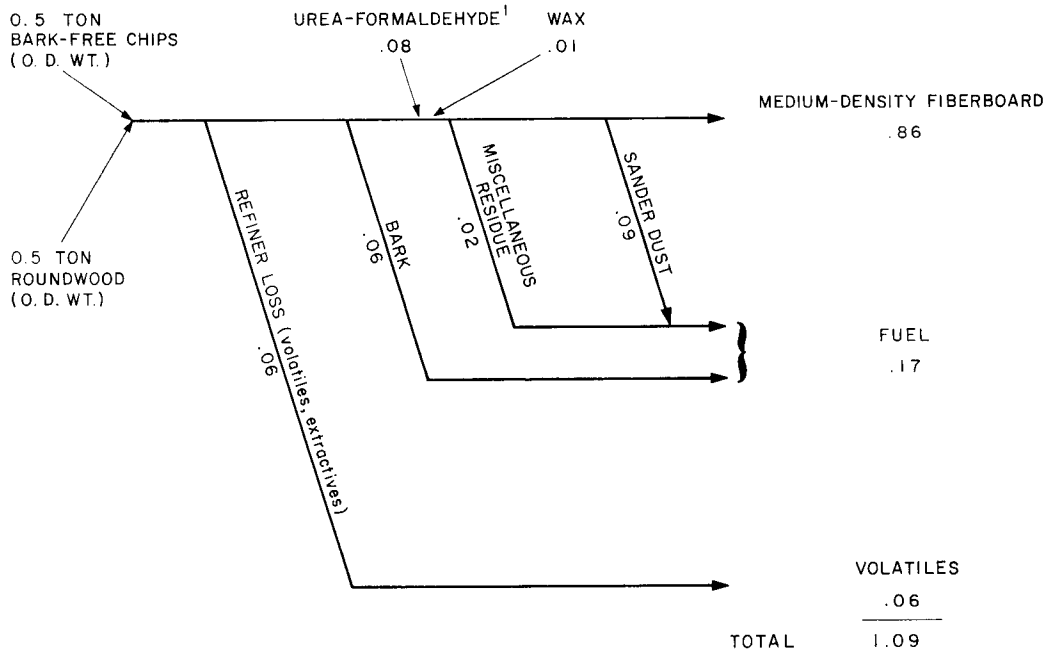 0.5 TON
BARK-FREE CHIPS
(O. D. WT.)
UREA-FORMALDEHYDE¹
.08
WAX
.01
MEDIUM-DENSITY FIBERBOARD
.86
0.5 TON
ROUNDWOOD
(O. D. WT.)
REFINER LOSS (volatiles, extractives)
.06
BARK
.06
MISCELLANEOUS
RESIDUE
.02
SANDER DUST
.09
FUEL
.17
VOLATILES
.06
TOTAL 1.09